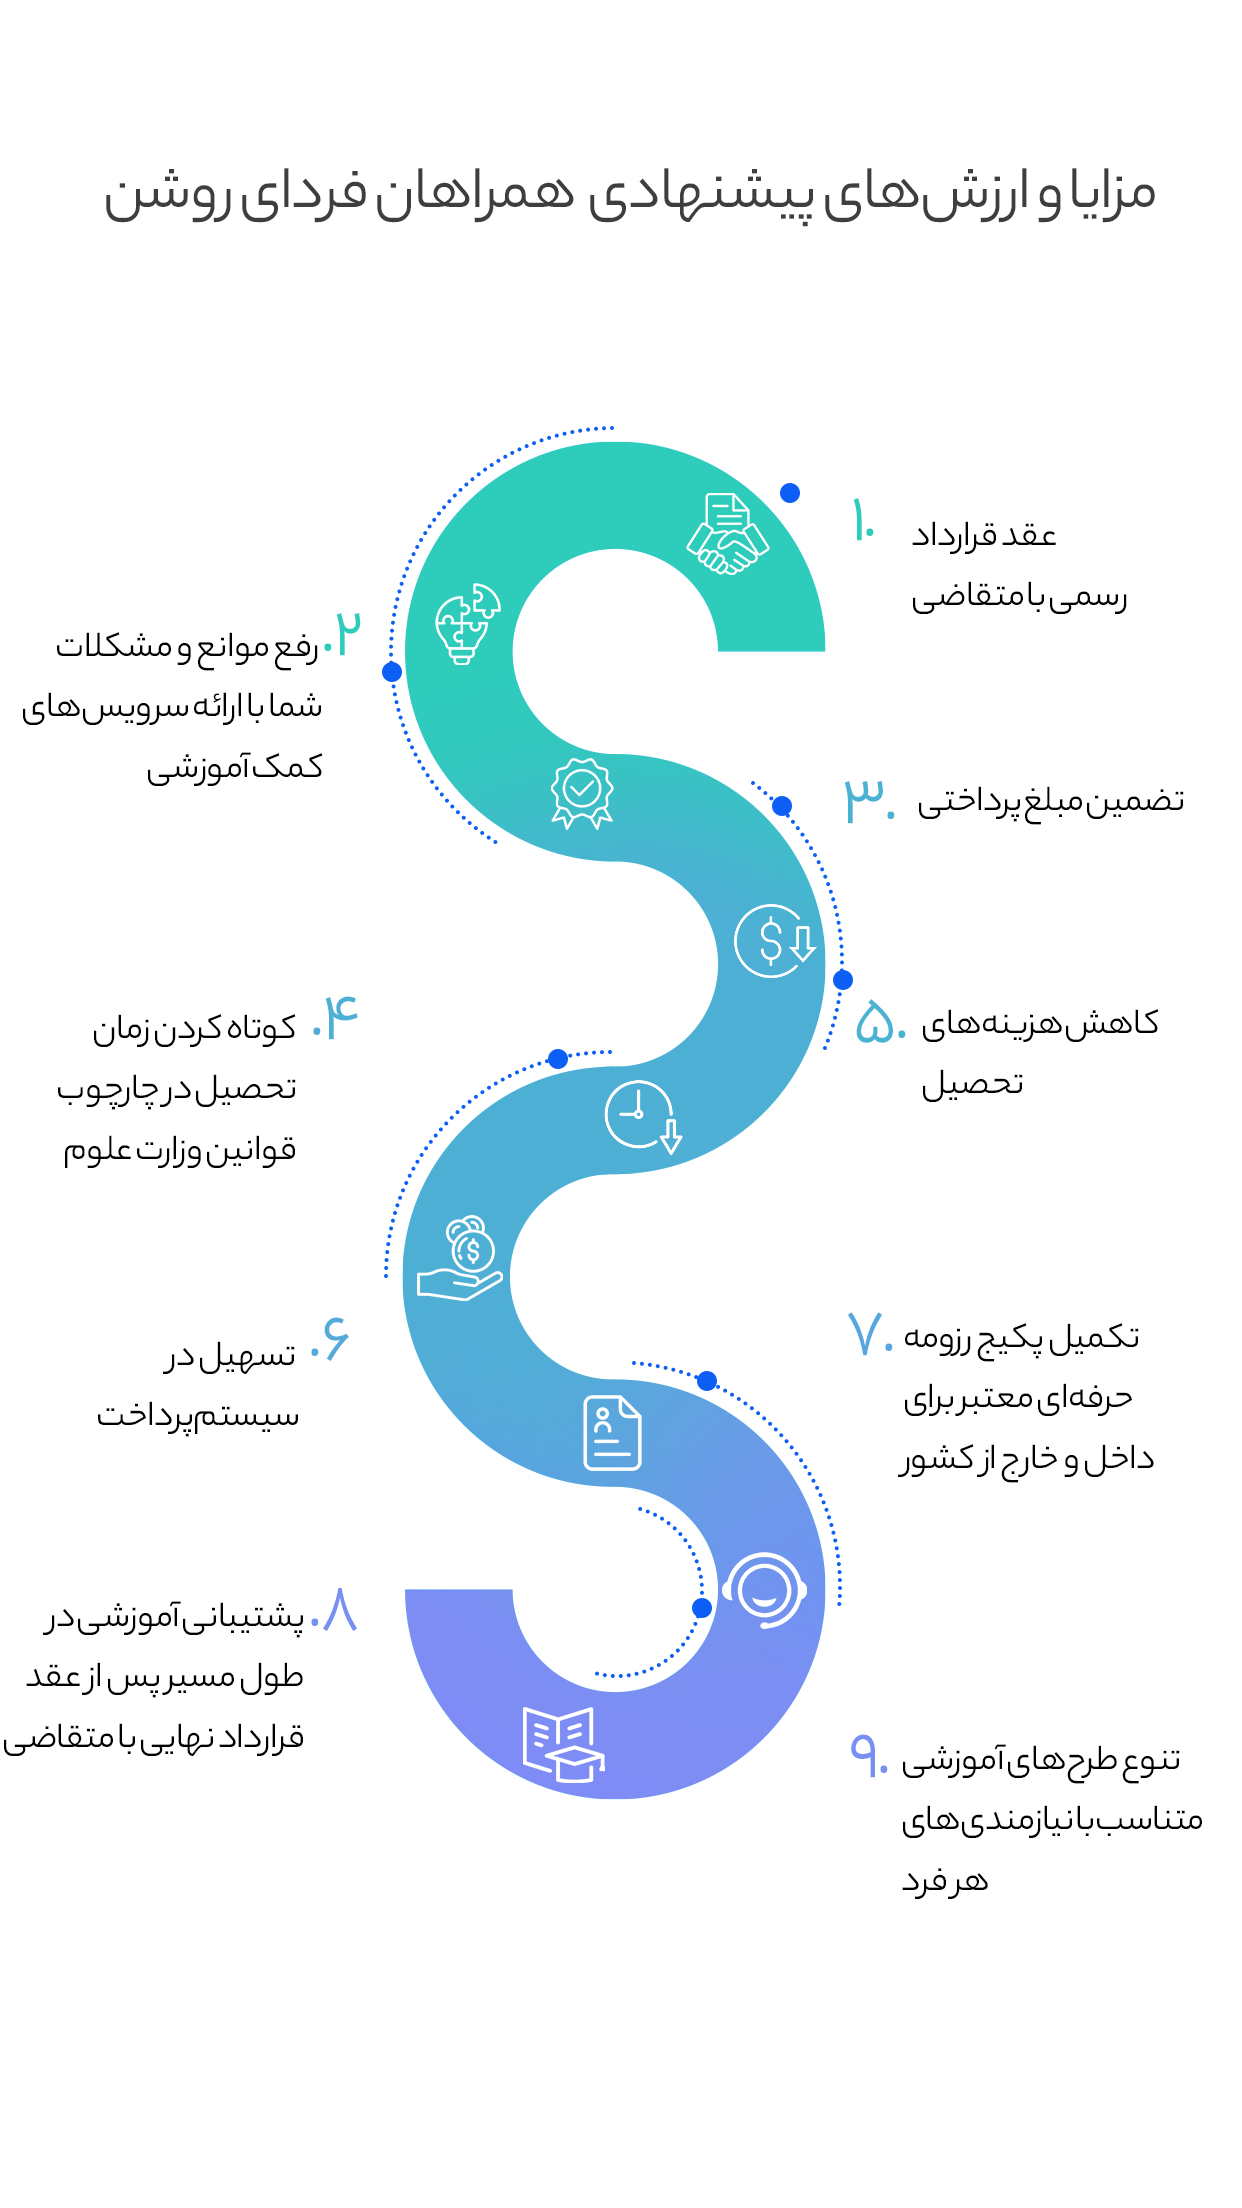 مزایا و ارزش‌های پیشنهادی همراهان فردای روشن
۱.
عقد قرارداد
رسمی با متقاضی
۲.
رفع موانع و مشکلات
شما با ارائه سرویس‌های
کمک آموزشی
۳.
تضمین مبلغ پرداختی
۴.
کوتاه کردن زمان
تحصیل در چارچوب
قوانین وزارت علوم
۵.
کاهش هزینه‌های
تحصیل
۶.
تسهیل در
سیستم پرداخت
۷.
تکمیل پکیج رزومه
حرفه‌ای معتبر برای
داخل و خارج از کشور
۸.
پشتیبانی آموزشی در
طول مسیر پس از عقد
قرارداد نهایی با متقاضی
۹.
تنوع طرح‌های آموزشی
متناسب با نیازمندی‌های
هر فرد